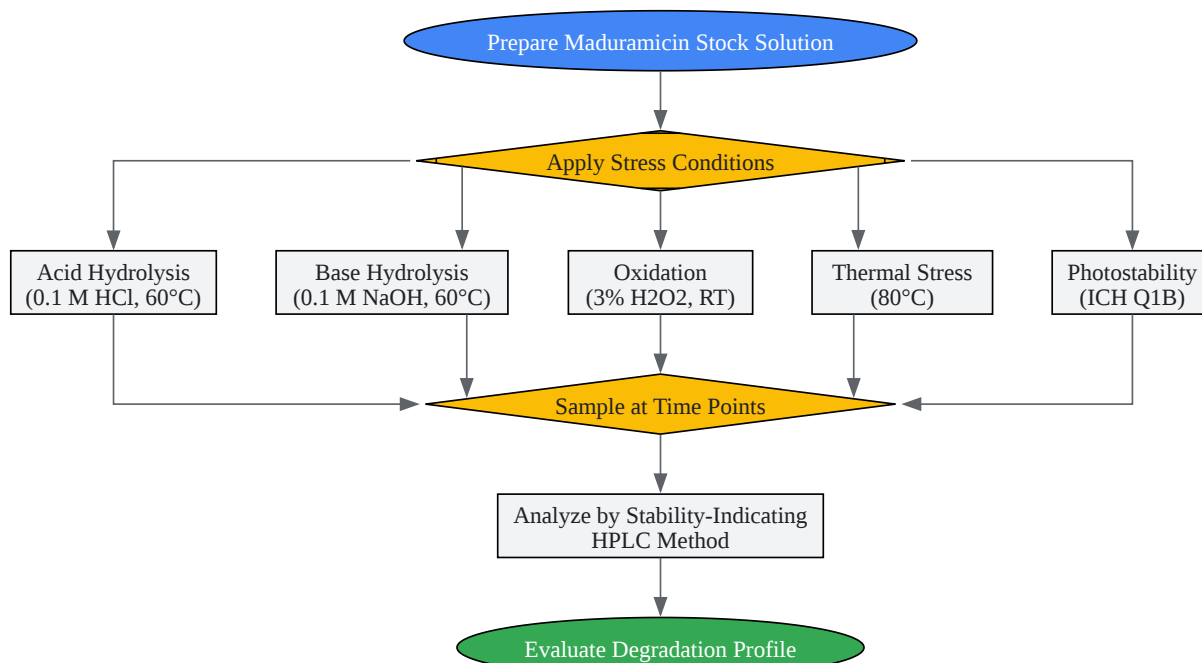 Prepare Maduramicin Stock Solution
Apply Stress Conditions
Acid Hydrolysis
(0.1 M HCl, 60°C)
Base Hydrolysis
(0.1 M NaOH, 60°C)
Oxidation
(3% H2O2, RT)
Thermal Stress
(80°C)
Photostability
(ICH Q1B)
Sample at Time Points
Analyze by Stability-Indicating
HPLC Method
Evaluate Degradation Profile